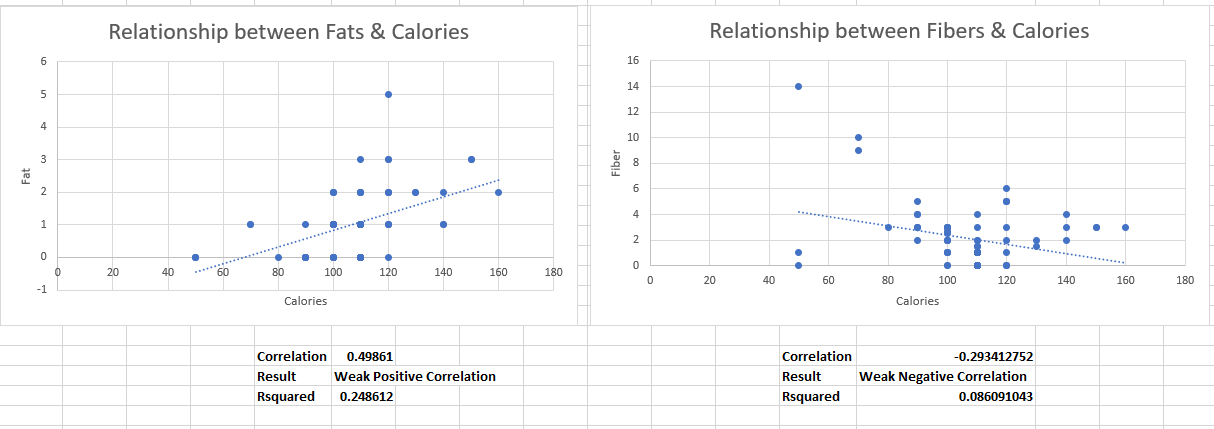 Relationship between Fats & Calories
6
5
4
3
2
1
0
-1
Fat
0 20 40 60 80 100 120 140 160 180
Calories
Relationship between Fibers & Calories
16
14
12
10
8
6
4
2
0
Fiber
0 20 40 60 80 100 120 140 160 180
Calories
Correlation 0.49861
Result Weak Positive Correlation
Rsquared 0.248612
Correlation -0.293412752
Result Weak Negative Correlation
Rsquared 0.086091043